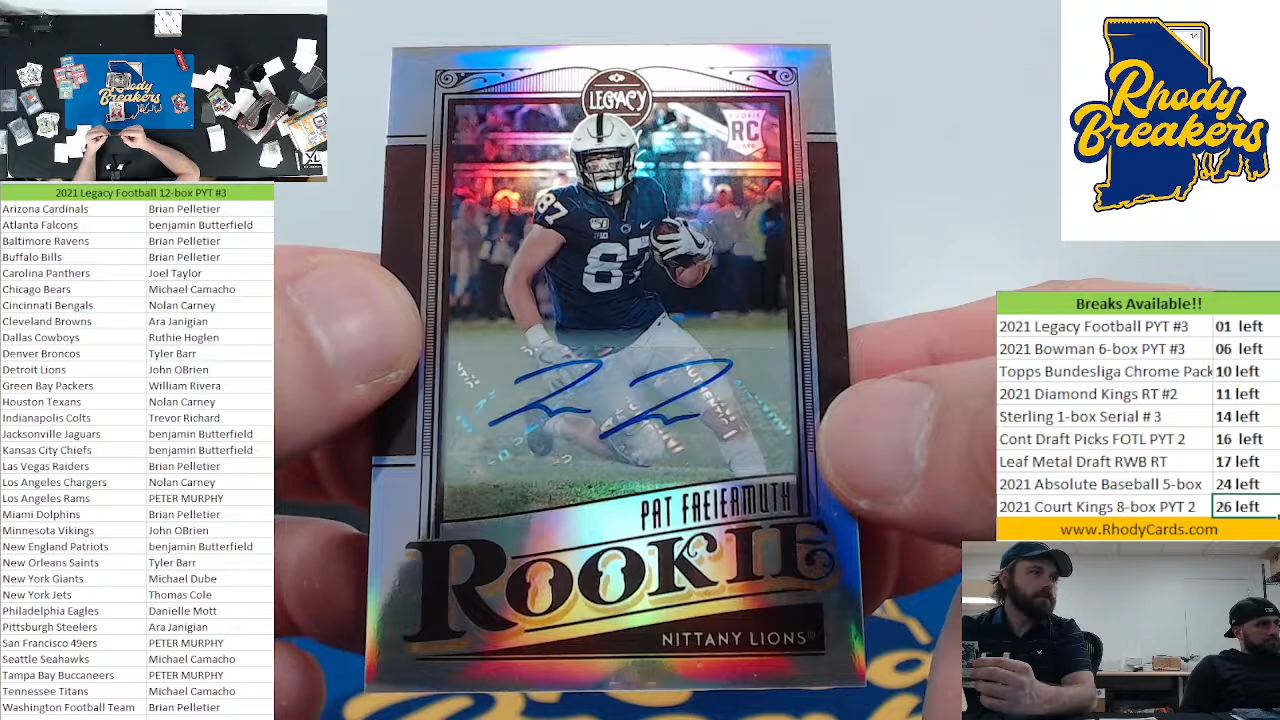 2021 Legacy Football 12-box PYT #3
Arizona Cardinals Brian Pelletier
Atlanta Falcons benjamin Butterfield
Baltimore Ravens Brian Pelletier
Buffalo Bills Brian Pelletier
Carolina Panthers Joel Taylor
Chicago Bears Michael Camacho
Cincinnati Bengals Nolan Carney
Cleveland Browns Ara Janigian
Dallas Cowboys Ruthie Hoglen
Denver Broncos Tyler Barr
Detroit Lions John OBrien
Green Bay Packers William Rivera
Houston Texans Nolan Carney
Indianapolis Colts Trevor Richard
Jacksonville Jaguars benjamin Butterfield
Kansas City Chiefs benjamin Butterfield
Las Vegas Raiders Brian Pelletier
Los Angeles Chargers Nolan Carney
Los Angeles Rams PETER MURPHY
Miami Dolphins Brian Pelletier
Minnesota Vikings John OBrien
New England Patriots benjamin Butterfield
New Orleans Saints Tyler Barr
New York Giants Michael Dube
New York Jets Thomas Cole
Philadelphia Eagles Danielle Mott
Pittsburgh Steelers Ara Janigian
San Francisco 49ers PETER MURPHY
Seattle Seahawks Michael Camacho
Tampa Bay Buccaneers PETER MURPHY
Tennessee Titans Michael Camacho
Washington Football Team Brian Pelletier
Rhody
Breakers
LEGACY
ROOKIE
RC
CARD
87
87
PAT FREIERMUTH
ROOKIE
NITTANY LIONS®
Rhody
Breakers
Breaks Available!!
2021 Legacy Football PYT #3 01 left
2021 Bowman 6-box PYT #3 06 left
Topps Bundesliga Chrome Pack 10 left
2021 Diamond Kings RT #2 11 left
Sterling 1-box Serial # 3 14 left
Cont Draft Picks FOTL PYT 2 16 left
Leaf Metal Draft RWB RT 17 left
2021 Absolute Baseball 5-box 24 left
2021 Court Kings 8-box PYT 2 26 left
www.RhodyCards.com